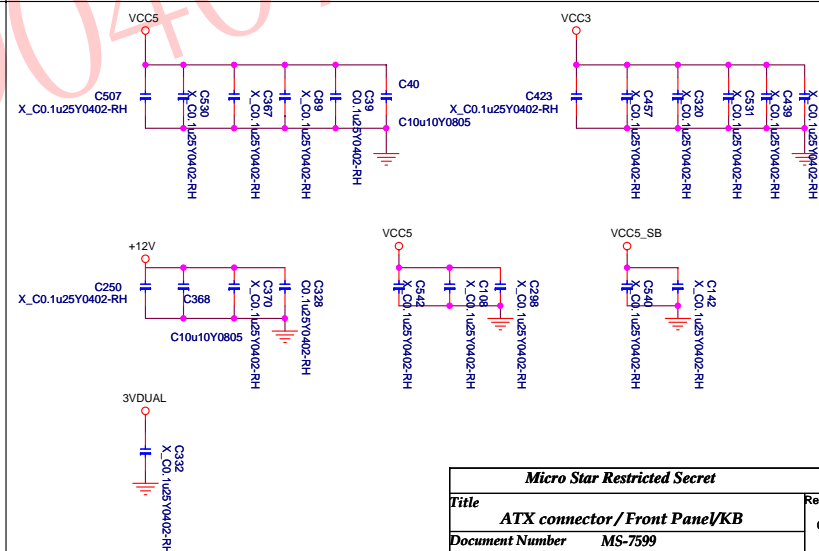 VCC5
C507
X_C0.1u25Y0402-RH
C530
X_C0.1u25Y0402-RH
C367
X_C0.1u25Y0402-RH
C89
X_C0.1u25Y0402-RH
C39
C0.1u25Y0402-RH
C40
C10u10Y0805
VCC3
C423
X_C0.1u25Y0402-RH
C457
X_C0.1u25Y0402-RH
C320
X_C0.1u25Y0402-RH
C531
X_C0.1u25Y0402-RH
C439
X_C0.1u25Y0402-RH
X_C0.1u25Y0402-RH
+12V
C250
X_C0.1u25Y0402-RH
C368
C10u10Y0805
C370
X_C0.1u25Y0402-RH
C328
C0.1u25Y0402-RH
VCC5
C542
X_C0.1u25Y0402-RH
C108
X_C0.1u25Y0402-RH
C298
X_C0.1u25Y0402-RH
VCC5_SB
C540
X_C0.1u25Y0402-RH
C142
X_C0.1u25Y0402-RH
3VDUAL
C332
X_C0.1u25Y0402-RH
Micro Star Restricted Secret
Title
Re
ATX connector / Front Panel/KB
Document Number MS-7599